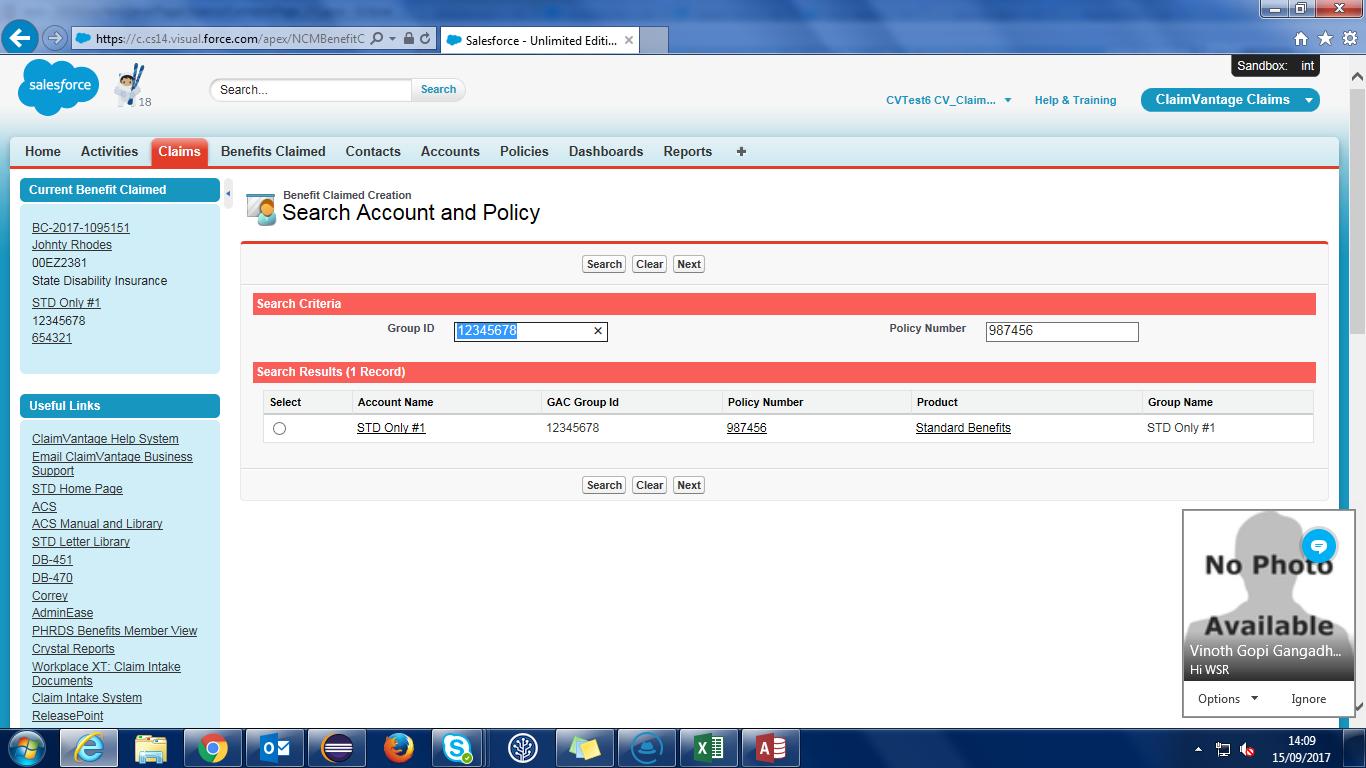 https://c.cs14.visual.force.com/apex/NCMBenefitC
Salesforce - Unlimited Editi...
Sandbox: int
salesforce
18
Search...
Search
CVTest6 CV_Claim...
Help & Training
ClaimVantage Claims
Home
Activities
Claims
Benefits Claimed
Contacts
Accounts
Policies
Dashboards
Reports
Current Benefit Claimed
BC-2017-1095151
Johnty Rhodes
00EZ2381
State Disability Insurance
STD Only #1
12345678
654321
Useful Links
ClaimVantage Help System
Email ClaimVantage Business
Support
STD Home Page
ACS
ACS Manual and Library
STD Letter Library
DB-451
DB-470
Correy
AdminEase
PHRDS Benefits Member View
Crystal Reports
Workplace XT: Claim Intake
Documents
Claim Intake System
ReleasePoint
Benefit Claimed Creation
Search Account and Policy
Search Clear Next
Search Criteria
Group ID 12345678 Policy Number 987456
Search Results (1 Record)
Select Account Name GAC Group Id Policy Number Product Group Name
STD Only #1 12345678 987456 Standard Benefits STD Only #1
Search Clear Next
No Photo
Available
Vinoth Gopi Gangadh...
Hi WSR
Options Ignore
14:09
15/09/2017